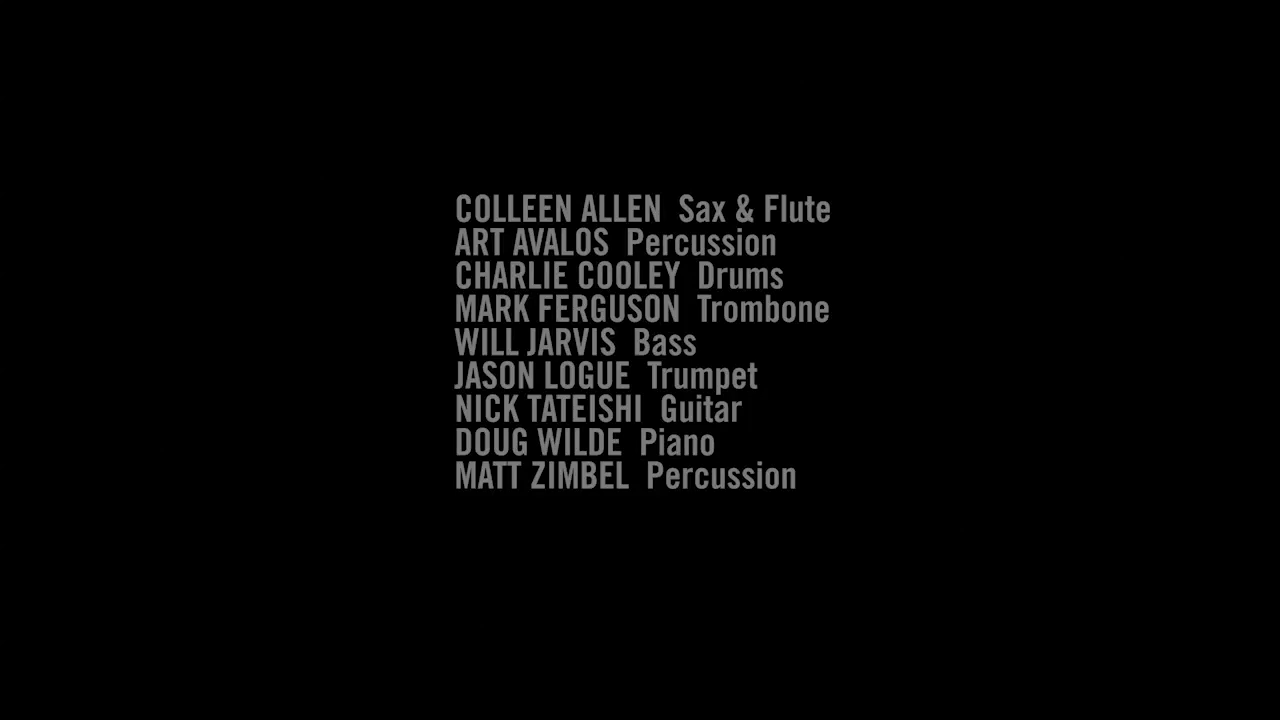 COLLEEN ALLEN Sax & Flute
ART AVALOS Percussion
CHARLIE COOLEY Drums
MARK FERGUSON Trombone
WILL JARVIS Bass
JASON LOGUE Trumpet
NICK TATEISHI Guitar
DOUG WILDE Piano
MATT ZIMBEL Percussion